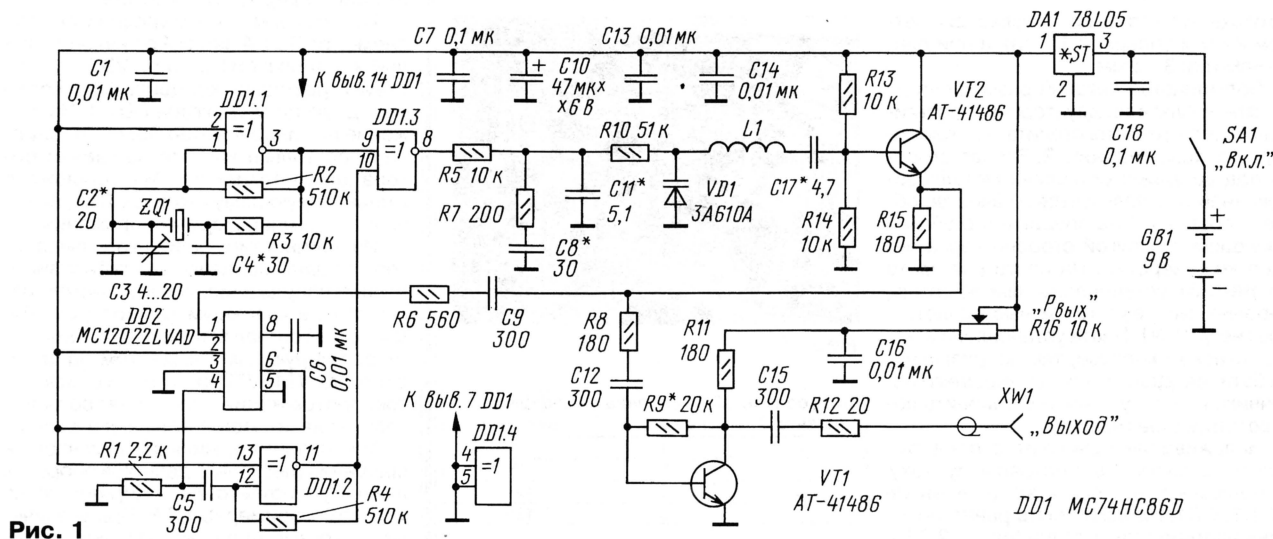 C1
0,01 мк
К выв.14 DD1
C7 0,1 мк
C10
47 мк×
×6 В
C13 0,01 мк
C14
0,01 мк
R13
10 к
VT2
AT-41486
DA1 78L05
1
*,ST
3
2
C18
0,1 мк
SA1
„Вкл.”
+
GB1
9 В
–
DD1.1
2
1
=1
3
R2
510 к
C2*
20
ZQ1
R3 10 к
C4* 30
C3 4...20
DD1.3
9
10
=1
8
R5 10 к
R7 200
C8*
30
C11*
5,1
R10 51 к
VD1
3А610А
L1
C17* 4,7
R14
10 к
R15
180
DD2
MC12022LVAD
1
2
3
4
8
6
5
C6
0,01 мк
R6 560
C9
300
R8
180
C12
300
R9* 20 к
R11
180
C15
300
R12 20
C16
0,01 мк
„Рвых”
R16 10 к
XW1
„Выход”
VT1
AT-41486
К выв.7 DD1
DD1.4
4
5
=1
R1 2,2 к
C5
300
13
12
=1
11
DD1.2
R4
510 к
DD1 MC74HC86D
+
Рис. 1